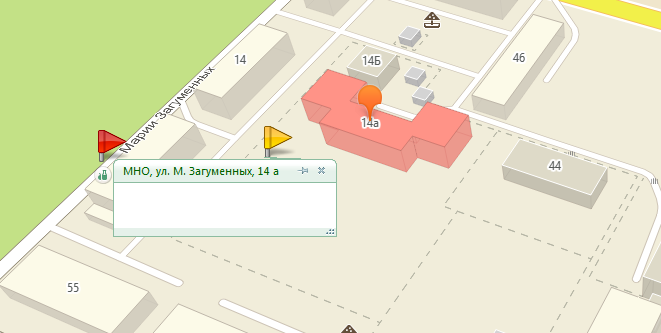 14
46
14Б
Марии Загуменных
14а
44
МНО, ул. М. Загуменных, 14 а
55